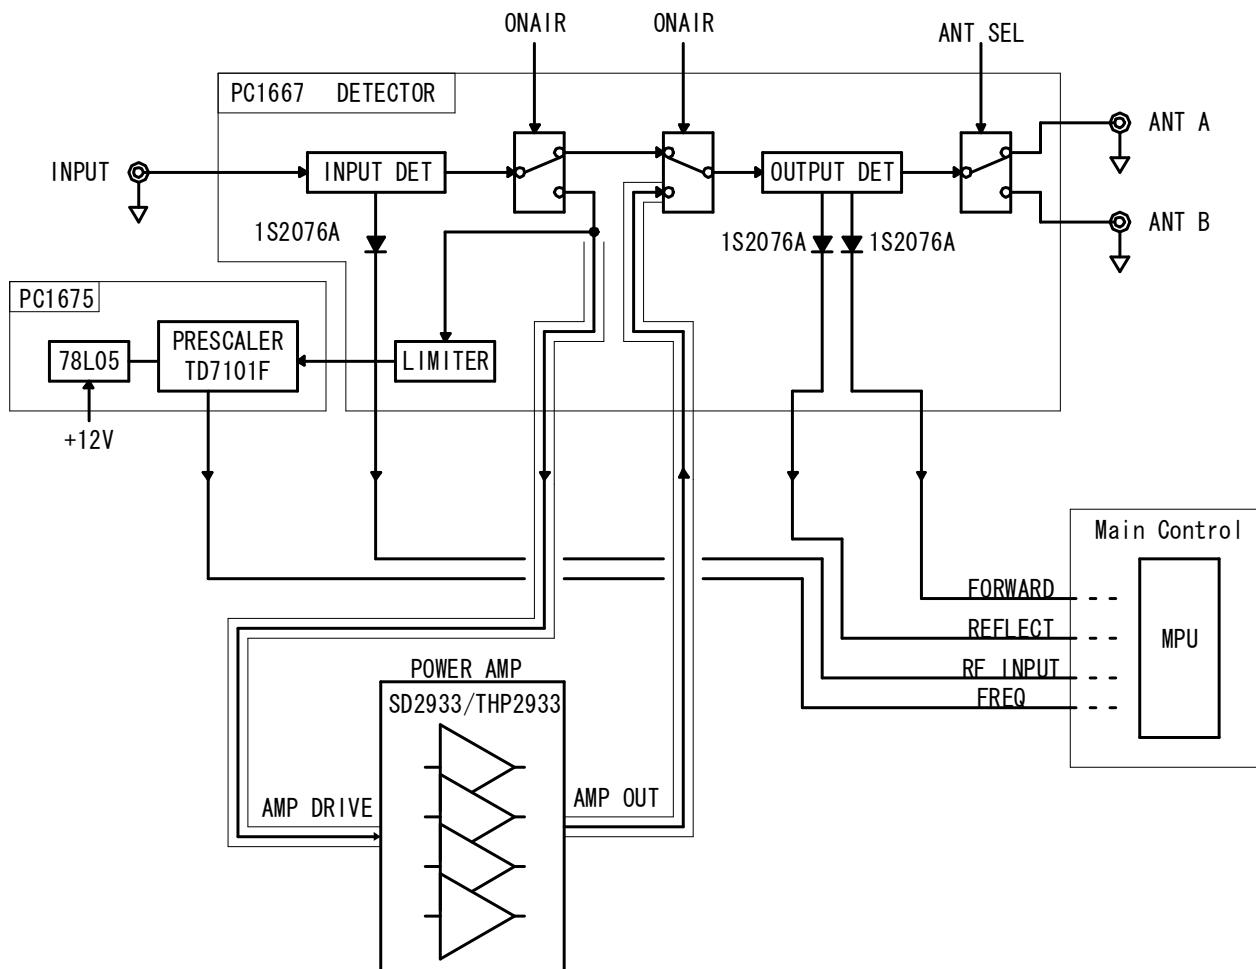 ONAIR
ONAIR
ANT SEL
PC1667 DETECTOR
ANT A
INPUT
INPUT DET
OUTPUT DET
ANT B
1S2076A
1S2076A
1S2076A
PC1675
PRESCALER
TD7101F
78L05
LIMITER
+12V
Main Control
FORWARD
REFLECT
MPU
RF INPUT
FREQ
POWER AMP
SD2933/THP2933
AMP DRIVE
AMP OUT